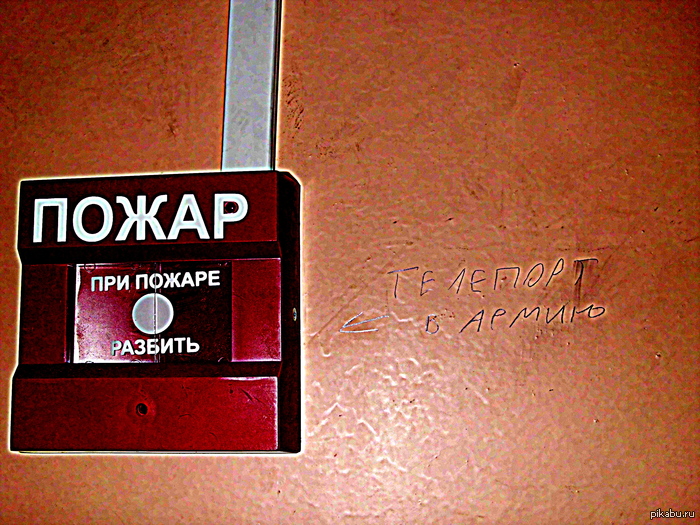 ПОЖАР
ПРИ ПОЖАРЕ
РАЗБИТЬ
ТЕЛЕПОРТ
В АРМИЮ
pikabu.ru